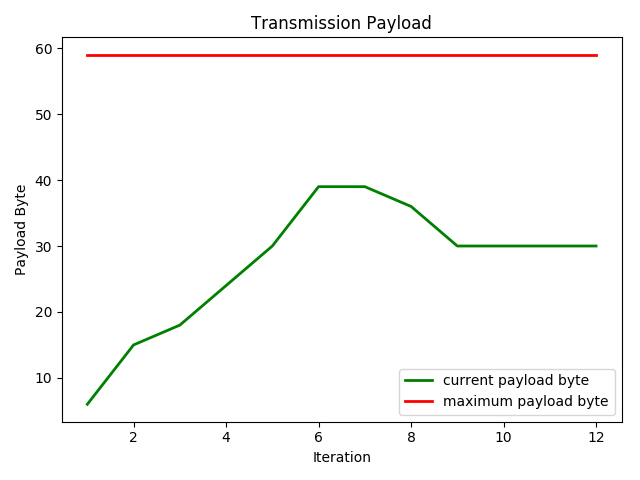 Transmission Payload
Payload Byte
60
50
40
30
20
10
2
4
6
8
10
12
Iteration
current payload byte
maximum payload byte